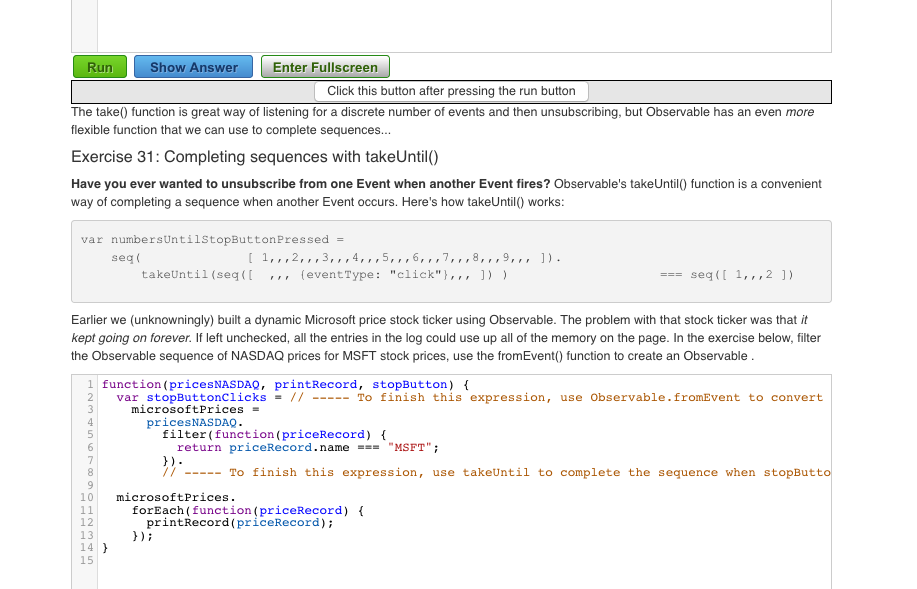 Run Show Answer Enter Fullscreen
Click this button after pressing the run button
The take() function is great way of listening for a discrete number of events and then unsubscribing, but Observable has an even more
flexible function that we can use to complete sequences...
Exercise 31: Completing sequences with takeUntil()
Have you ever wanted to unsubscribe from one Event when another Event fires? Observable's takeUntil() function is a convenient
way of completing a sequence when another Event occurs. Here's how takeUntil() works:
var numbersUntilStopButtonPressed =
    seq(              [ 1,,,2,,,3,,,4,,,5,,,6,,,7,,,8,,,9,,, ]).
        takeUntil(seq([  ,,, {eventType: "click"},,, ]) )                    === seq([ 1,,,2 ])
Earlier we (unknowningly) built a dynamic Microsoft price stock ticker using Observable. The problem with that stock ticker was that it
kept going on forever. If left unchecked, all the entries in the log could use up all of the memory on the page. In the exercise below, filter
the Observable sequence of NASDAQ prices for MSFT stock prices, use the fromEvent() function to create an Observable .
1 function(pricesNASDAQ, printRecord, stopButton) {
2   var stopButtonClicks = // ----- To finish this expression, use Observable.fromEvent to convert
3     microsoftPrices =
4       pricesNASDAQ.
5         filter(function(priceRecord) {
6           return priceRecord.name === "MSFT";
7         }).
8         // ----- To finish this expression, use takeUntil to complete the sequence when stopButto
9
10   microsoftPrices.
11     forEach(function(priceRecord) {
12       printRecord(priceRecord);
13     });
14 }
15